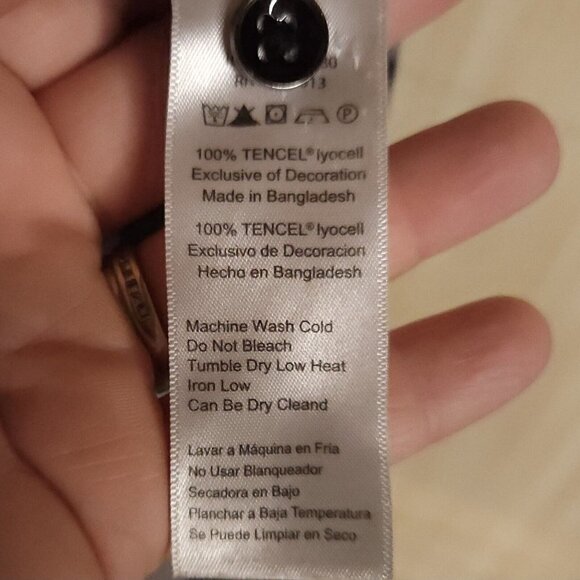 13
100% TENCEL® lyocell
Exclusive of Decoration
Made in Bangladesh
100% TENCEL® lyocell
Exclusivo de Decoracion
Hecho en Bangladesh
Machine Wash Cold
Do Not Bleach
Tumble Dry Low Heat
Iron Low
Can Be Dry Cleand
Lavar a Máquina en Fria
No Usar Blanqueador
Secadora en Bajo
Planchar a Baja Temperatura
Se Puede Limpiar en Seco